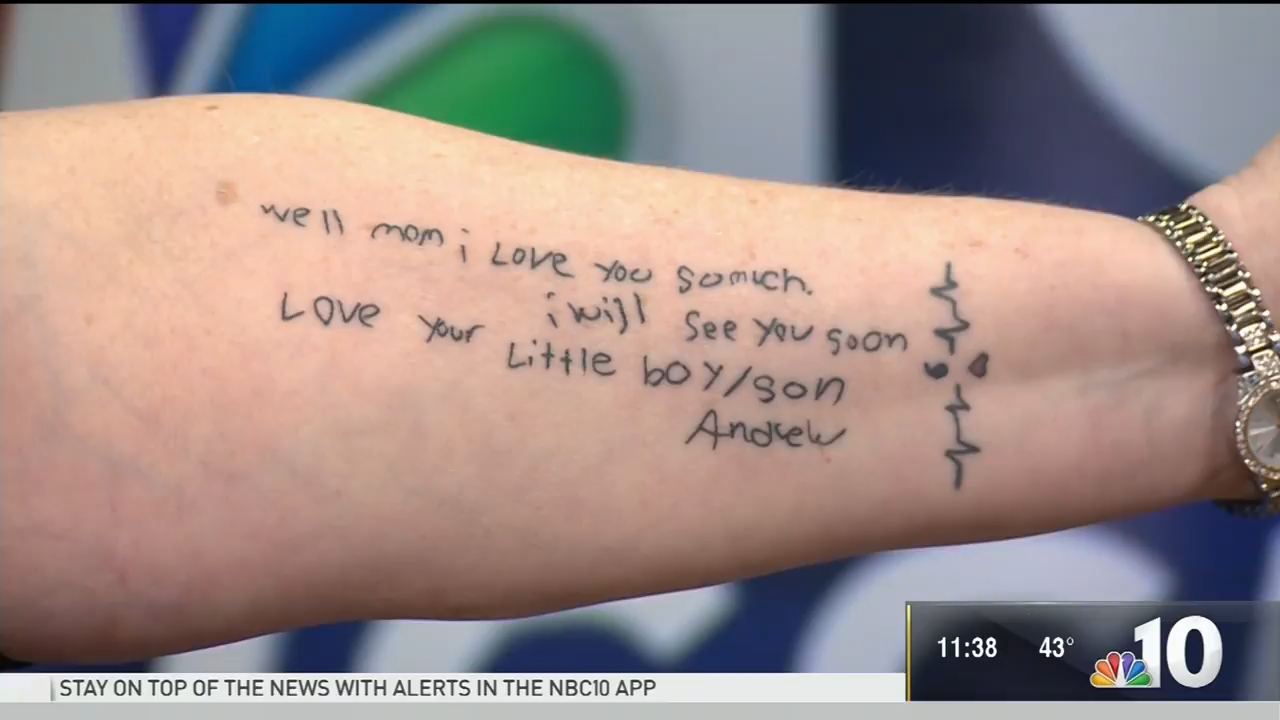 well mom i Love you somuch.
i will see you soon
Love your
Little boy/son
Andrew
11:38 43° 10
STAY ON TOP OF THE NEWS WITH ALERTS IN THE NBC10 APP